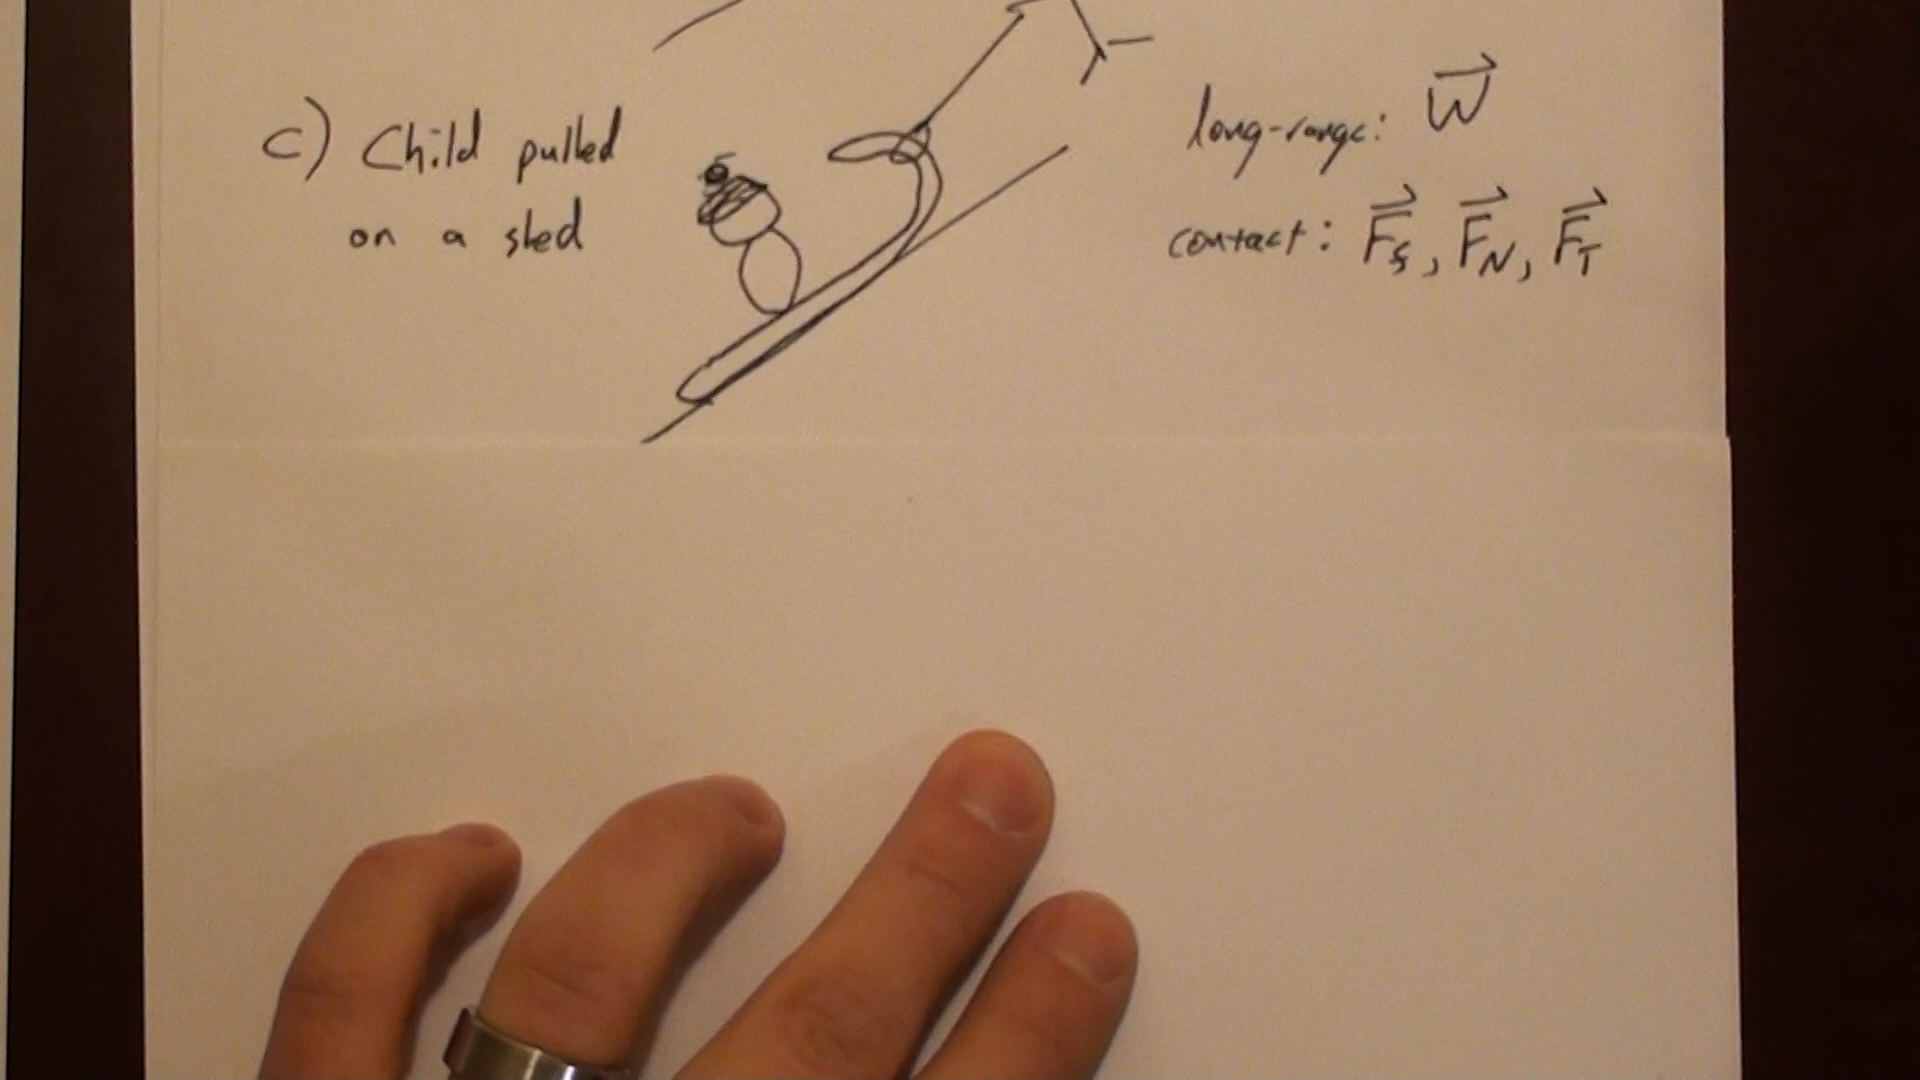 c) Child pulled
on a sled
long-range: W⃗
contact: F⃗s, F⃗N, F⃗T